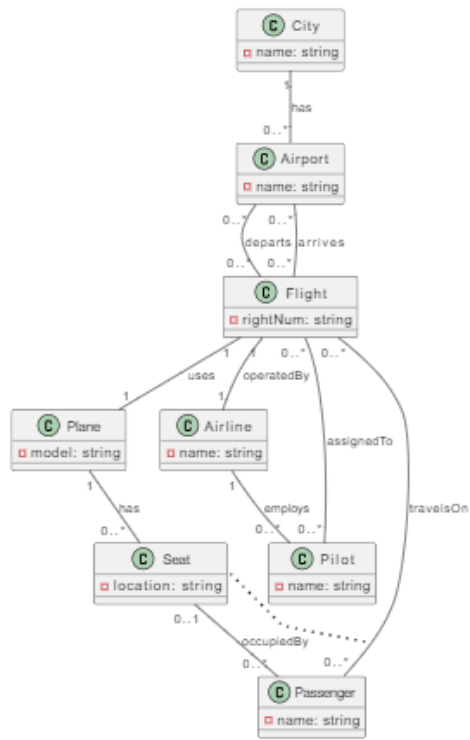 C City
name: string
1
has
0..*
C Airport
name: string
0..* 0..*
departs arrives
0..* 0..*
C Flight
rightNum: string
1 1 0..* 0..*
uses operatedBy
1 1
C Plane C Airline
model: string name: string
assignedTo
1 1
has employs travelsOn
0..* 0..* 0..*
C Seat C Pilot
location: string name: string
0..1
occupiedBy
0..* 0..*
C Passenger
name: string